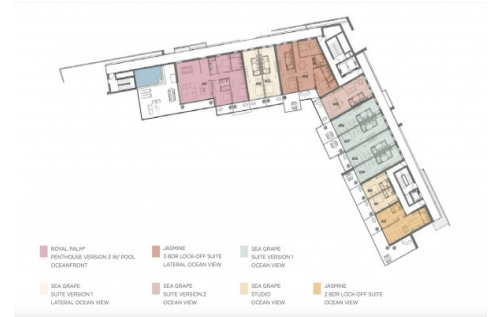 ROYAL PALM*
PENTHOUSE VERSION 3 W/ POOL
OCEANFRONT
JASMINE
3 BDR LOCK-OFF SUITE
LATERAL OCEAN VIEW
SEA GRAPE
SUITE VERSION 1
OCEAN VIEW
SEA GRAPE
SUITE VERSION 1
LATERAL OCEAN VIEW
SEA GRAPE
SUITE VERSION 2
OCEAN VIEW
SEA GRAPE
STUDIO
OCEAN VIEW
JASMINE
2 BDR LOCK-OFF SUITE
OCEAN VIEW